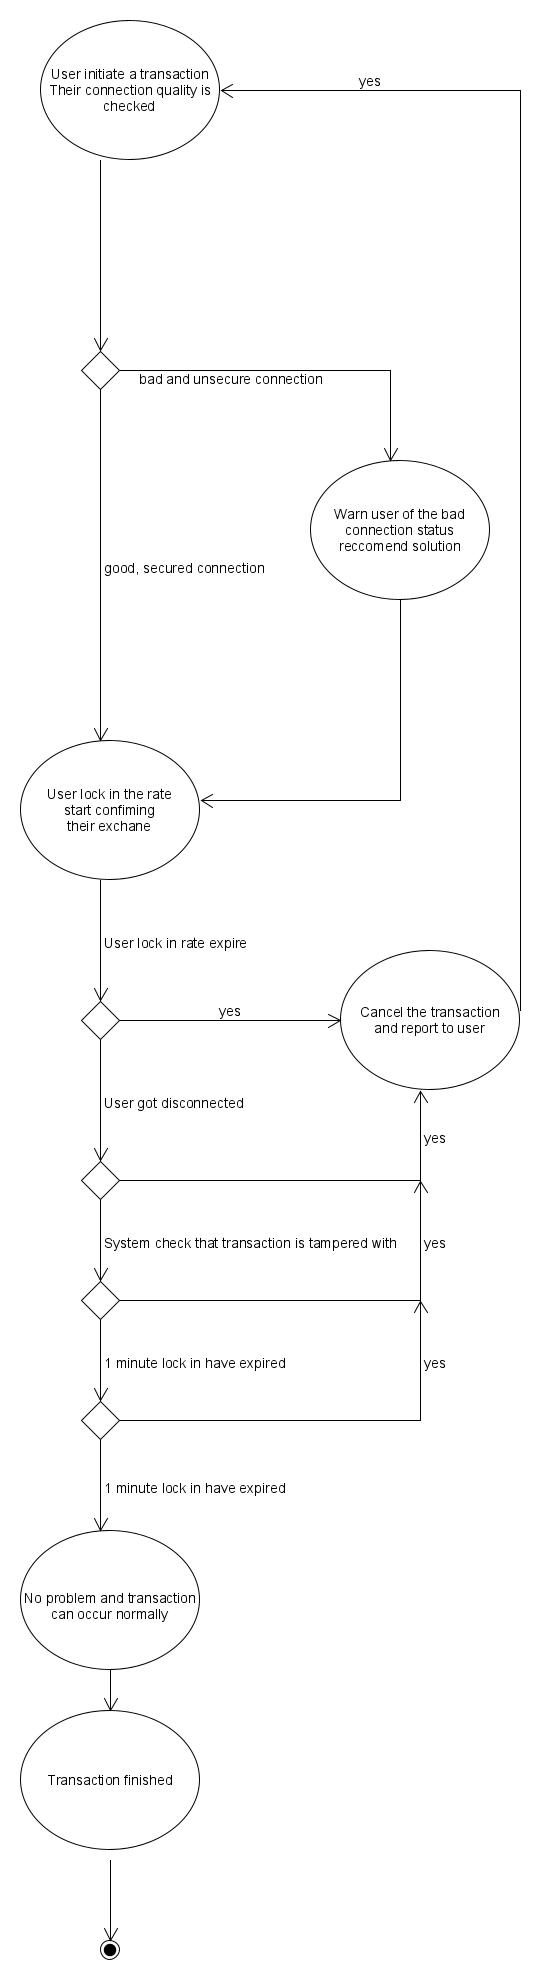 User initiate a transaction
Their connection quality is
checked
yes
bad and unsecure connection
Warn user of the bad
connection status
reccomend solution
good, secured connection
User lock in the rate
start confiming
their exchane
User lock in rate expire
yes
Cancel the transaction
and report to user
User got disconnected
yes
System check that transaction is tampered with
yes
1 minute lock in have expired
yes
1 minute lock in have expired
No problem and transaction
can occur normally
Transaction finished